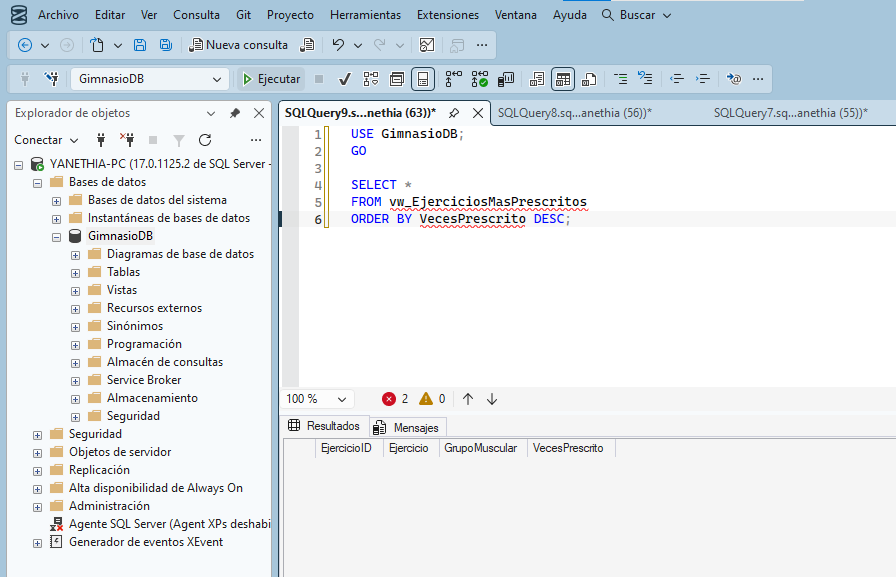 Archivo Editar Ver Consulta Git Proyecto Herramientas Extensiones Ventana Ayuda Buscar
Nueva consulta
GimnasioDB Ejecutar
Explorador de objetos
Conectar
YANETHIA-PC (17.0.1125.2 de SQL Server -
Bases de datos
Bases de datos del sistema
Instantáneas de bases de datos
GimnasioDB
Diagramas de base de datos
Tablas
Vistas
Recursos externos
Sinónimos
Programación
Almacén de consultas
Service Broker
Almacenamiento
Seguridad
Seguridad
Objetos de servidor
Replicación
Alta disponibilidad de Always On
Administración
Agente SQL Server (Agent XPs deshabi
Generador de eventos XEvent
SQLQuery9.s...nethia (63))* SQLQuery8.sq...anethia (56))* SQLQuery7.sq...anethia (55))*
1 USE GimnasioDB;
2 GO
3
4 SELECT *
5 FROM vw_EjerciciosMasPrescritos
6 ORDER BY VecesPrescrito DESC;
100 % 2 0
Resultados Mensajes
EjercicioID Ejercicio GrupoMuscular VecesPrescrito